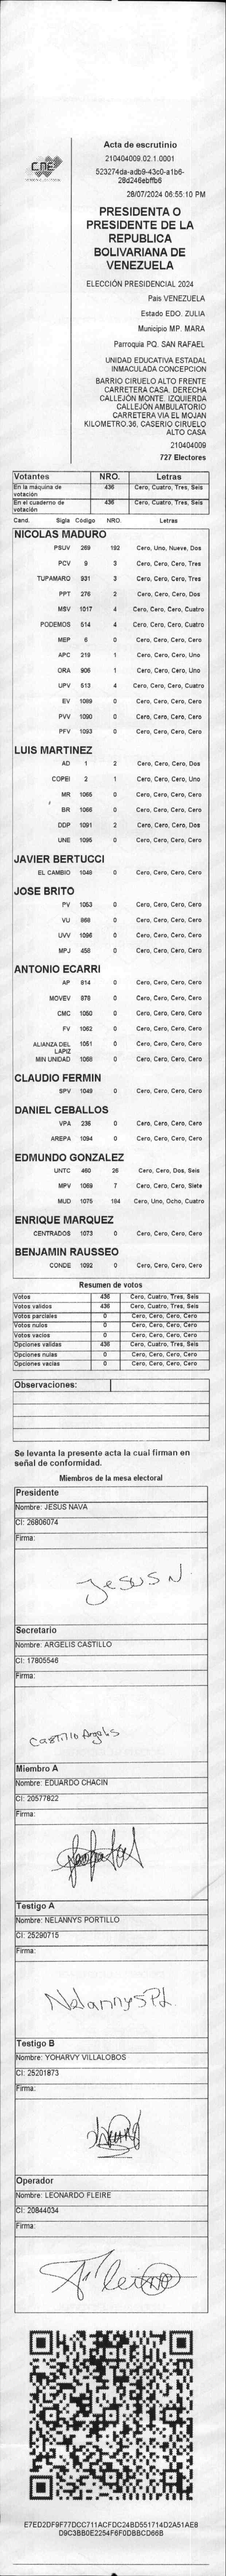 CNE
Acta de escrutinio
210404009.02.1.0001
523274da-adb9-43c0-a1b6-
28d246ebffb6
28/07/2024 06:55:10 PM
PRESIDENTA O
PRESIDENTE DE LA
REPUBLICA
BOLIVARIANA DE
VENEZUELA
ELECCIÓN PRESIDENCIAL 2024
País VENEZUELA
Estado EDO. ZULIA
Municipio MP. MARA
Parroquia PQ. SAN RAFAEL
UNIDAD EDUCATIVA ESTADAL
INMACULADA CONCEPCION
BARRIO CIRUELO ALTO FRENTE
CARRETERA CASA. DERECHA
CALLEJÓN MONTE. IZQUIERDA
CALLEJÓN AMBULATORIO
CARRETERA VIA EL MOJAN
KILOMETRO.36, CASERIO CIRUELO
ALTO CASA
210404009
727 Electores
Votantes NRO. Letras
En la máquina de votación 436 Cero, Cuatro, Tres, Seis
En el cuaderno de votación 436 Cero, Cuatro, Tres, Seis
Cand. Sigla Código NRO. Letras
NICOLAS MADURO
PSUV 269 192 Cero, Uno, Nueve, Dos
PCV 9 3 Cero, Cero, Cero, Tres
TUPAMARO 931 3 Cero, Cero, Cero, Tres
PPT 276 2 Cero, Cero, Cero, Dos
MSV 1017 4 Cero, Cero, Cero, Cuatro
PODEMOS 514 4 Cero, Cero, Cero, Cuatro
MEP 6 0 Cero, Cero, Cero, Cero
APC 219 1 Cero, Cero, Cero, Uno
ORA 906 1 Cero, Cero, Cero, Uno
UPV 513 4 Cero, Cero, Cero, Cuatro
EV 1089 0 Cero, Cero, Cero, Cero
PVV 1090 0 Cero, Cero, Cero, Cero
PFV 1093 0 Cero, Cero, Cero, Cero
LUIS MARTINEZ
AD 1 2 Cero, Cero, Cero, Dos
COPEI 2 1 Cero, Cero, Cero, Uno
MR 1065 0 Cero, Cero, Cero, Cero
BR 1066 0 Cero, Cero, Cero, Cero
DDP 1091 2 Cero, Cero, Cero, Dos
UNE 1095 0 Cero, Cero, Cero, Cero
JAVIER BERTUCCI
EL CAMBIO 1048 0 Cero, Cero, Cero, Cero
JOSE BRITO
PV 1053 0 Cero, Cero, Cero, Cero
VU 868 0 Cero, Cero, Cero, Cero
UVV 1096 0 Cero, Cero, Cero, Cero
MPJ 456 0 Cero, Cero, Cero, Cero
ANTONIO ECARRI
AP 814 0 Cero, Cero, Cero, Cero
MOVEV 878 0 Cero, Cero, Cero, Cero
CMC 1050 0 Cero, Cero, Cero, Cero
FV 1062 0 Cero, Cero, Cero, Cero
ALIANZA DEL LAPIZ 1051 0 Cero, Cero, Cero, Cero
MIN UNIDAD 1068 0 Cero, Cero, Cero, Cero
CLAUDIO FERMIN
SPV 1049 0 Cero, Cero, Cero, Cero
DANIEL CEBALLOS
VPA 236 0 Cero, Cero, Cero, Cero
AREPA 1094 0 Cero, Cero, Cero, Cero
EDMUNDO GONZALEZ
UNTC 460 26 Cero, Cero, Dos, Seis
MPV 1069 7 Cero, Cero, Cero, Siete
MUD 1075 184 Cero, Uno, Ocho, Cuatro
ENRIQUE MARQUEZ
CENTRADOS 1073 0 Cero, Cero, Cero, Cero
BENJAMIN RAUSSEO
CONDE 1092 0 Cero, Cero, Cero, Cero
Resumen de votos
Votos 436 Cero, Cuatro, Tres, Seis
Votos validos 436 Cero, Cuatro, Tres, Seis
Votos parciales 0 Cero, Cero, Cero, Cero
Votos nulos 0 Cero, Cero, Cero, Cero
Votos vacios 0 Cero, Cero, Cero, Cero
Opciones validas 436 Cero, Cuatro, Tres, Seis
Opciones nulas 0 Cero, Cero, Cero, Cero
Opciones vacias 0 Cero, Cero, Cero, Cero
Observaciones:
Se levanta la presente acta la cual firman en
señal de conformidad.
Miembros de la mesa electoral
Presidente
Nombre: JESUS NAVA
CI: 26806074
Firma:
Jesus N
Secretario
Nombre: ARGELIS CASTILLO
CI: 17805546
Firma:
Castillo Argelis
Miembro A
Nombre: EDUARDO CHACIN
CI: 20577822
Firma:
Testigo A
Nombre: NELANNYS PORTILLO
CI: 25290715
Firma:
Nelannys Pt.
Testigo B
Nombre: YOHARVY VILLALOBOS
CI: 25201873
Firma:
Operador
Nombre: LEONARDO FLEIRE
CI: 20844034
Firma:
E7ED2DF9F77DCC711ACFDC24BD551714D2A51AE8
D9C3BB0E2254F6F0DBBCD66B